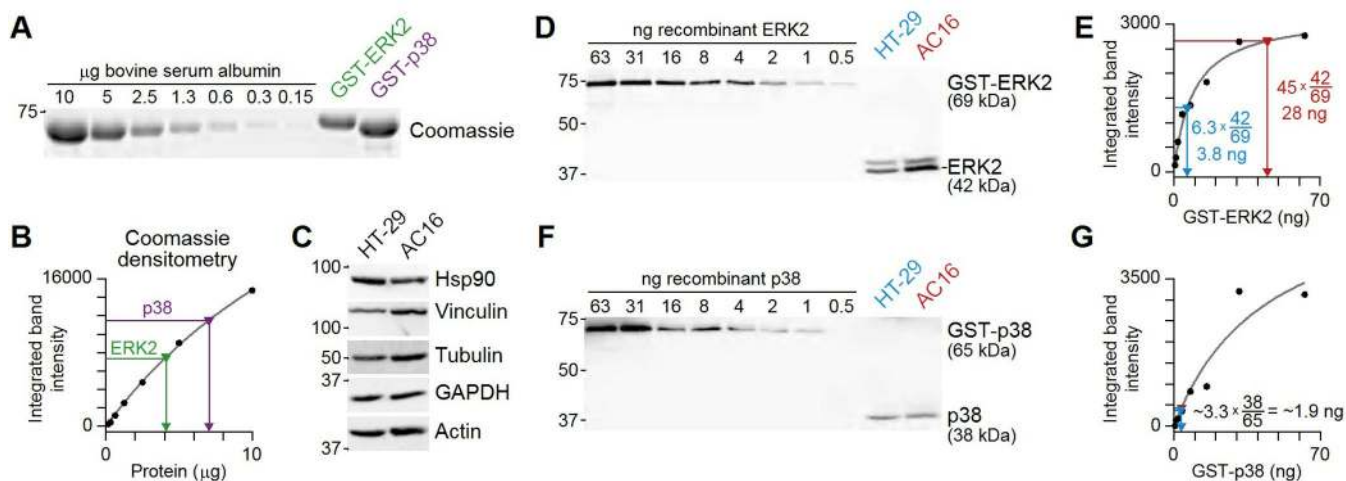 A
μg bovine serum albumin
10 5 2.5 1.3 0.6 0.3 0.15
GST-ERK2
GST-p38
75-
Coomassie
B
Coomassie
densitometry
16000
p38
ERK2
0
Integrated band
intensity
0 10
Protein (μg)
C
HT-29
AC16
100-
Hsp90
Vinculin
100-
50-
Tubulin
37-
GAPDH
Actin
37-
D
ng recombinant ERK2
63 31 16 8 4 2 1 0.5
HT-29
AC16
75-
GST-ERK2
(69 kDa)
50-
37-
-ERK2
(42 kDa)
E
3000
Integrated band
intensity
45 x 42/69
28 ng
6.3 x 42/69
3.8 ng
0
0 70
GST-ERK2 (ng)
F
ng recombinant p38
63 31 16 8 4 2 1 0.5
HT-29
AC16
75-
GST-p38
(65 kDa)
50-
37-
p38
(38 kDa)
G
3500
Integrated band
intensity
~3.3 x 38/65 = ~1.9 ng
0
0 70
GST-p38 (ng)